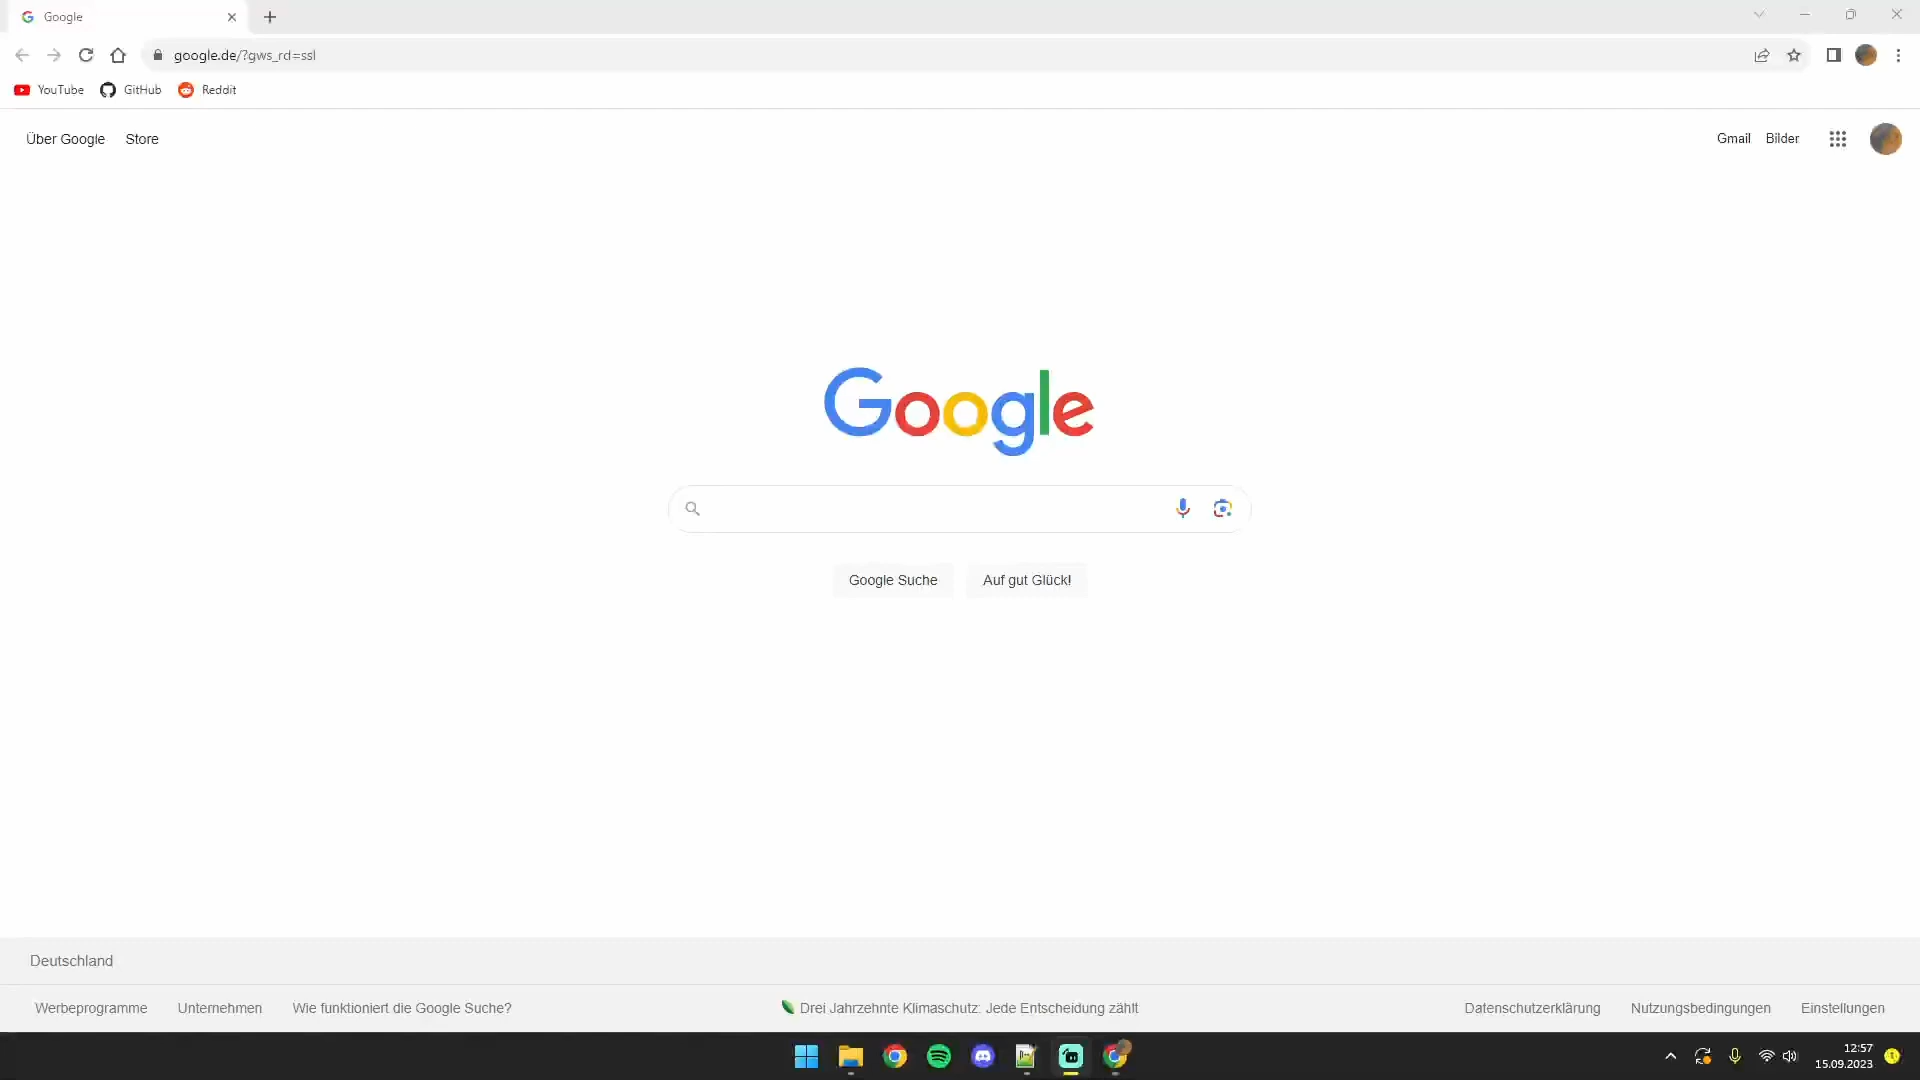 Google
google.de/?gws_rd=ssl
YouTube GitHub Reddit
Über Google Store Gmail Bilder
Google
Google Suche Auf gut Glück!
Deutschland
Werbeprogramme Unternehmen Wie funktioniert die Google Suche? Drei Jahrzehnte Klimaschutz: Jede Entscheidung zählt Datenschutzerklärung Nutzungsbedingungen Einstellungen
12:57
15.09.2023